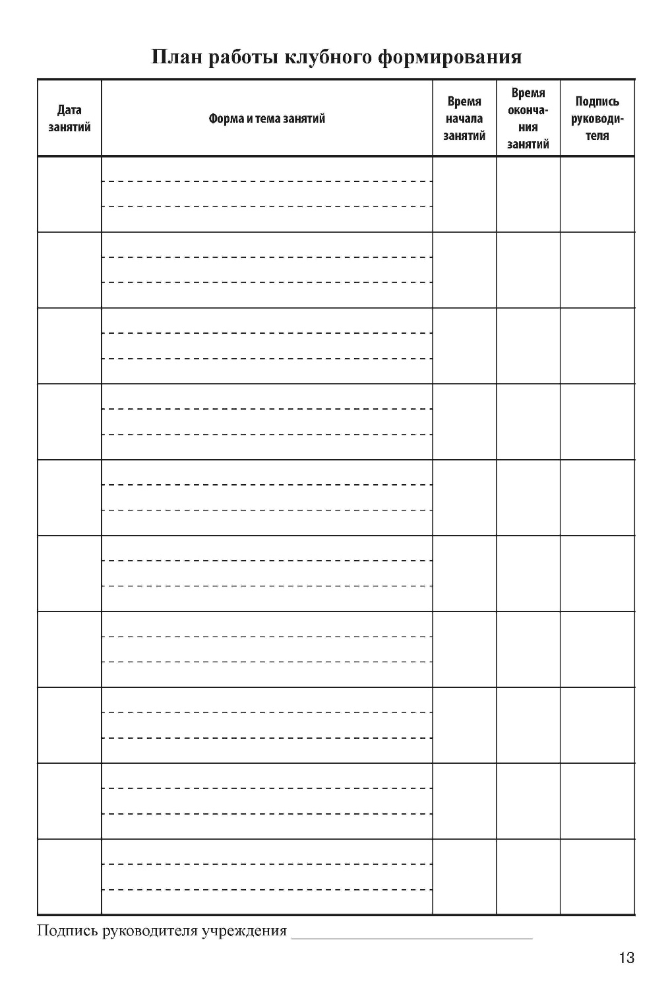 План работы клубного формирования
Дата
занятий
Форма и тема занятий
Время
начала
занятий
Время
оконча-
ния
занятий
Подпись
руководи-
теля
Подпись руководителя учреждения ____________________________
13